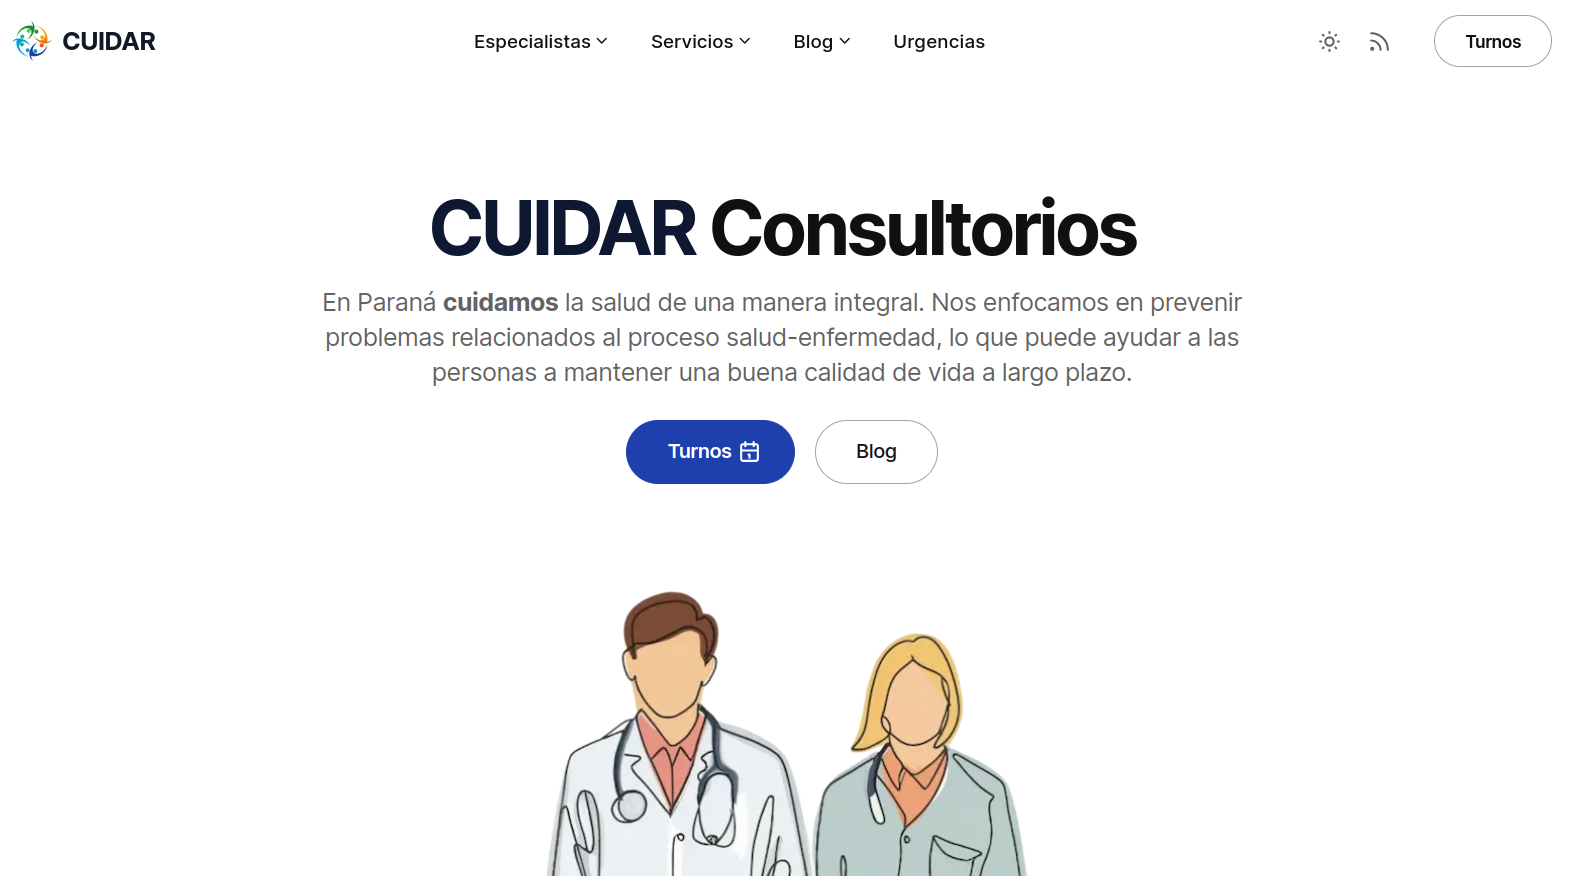 CUIDAR
Especialistas
Servicios
Blog
Urgencias
Turnos
CUIDAR Consultorios
En Paraná cuidamos la salud de una manera integral. Nos enfocamos en prevenir
problemas relacionados al proceso salud-enfermedad, lo que puede ayudar a las
personas a mantener una buena calidad de vida a largo plazo.
Turnos
Blog